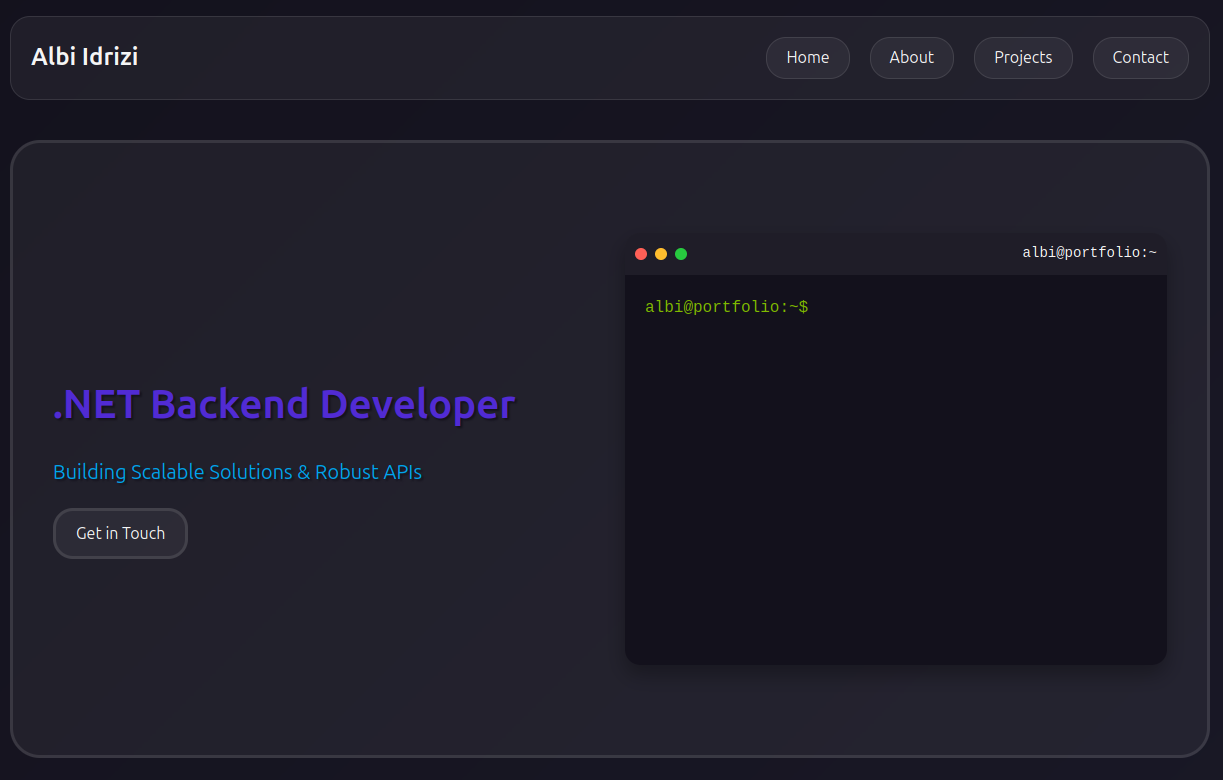 Albi Idrizi
Home
About
Projects
Contact
.NET Backend Developer
Building Scalable Solutions & Robust APIs
Get in Touch
albi@portfolio:~
albi@portfolio:~$